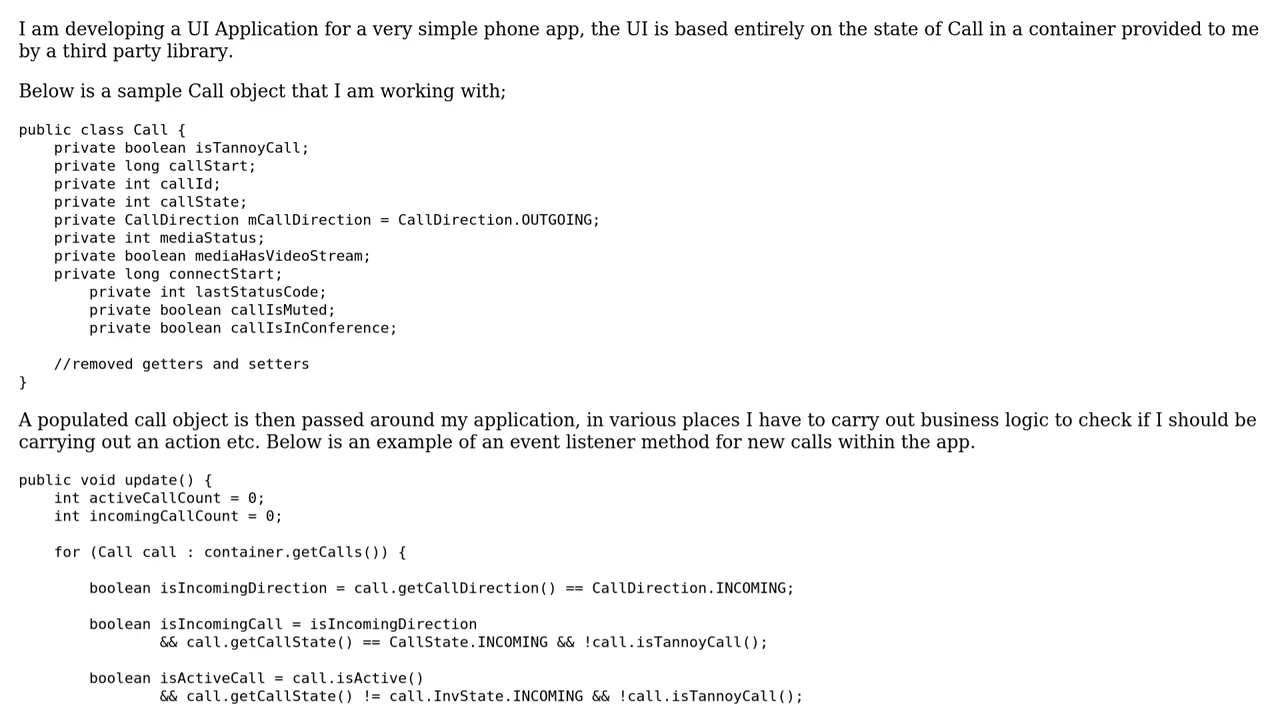 I am developing a UI Application for a very simple phone app, the UI is based entirely on the state of Call in a container provided to me
by a third party library.
Below is a sample Call object that I am working with;
public class Call {
    private boolean isTannoyCall;
    private long callStart;
    private int callId;
    private int callState;
    private CallDirection mCallDirection = CallDirection.OUTGOING;
    private int mediaStatus;
    private boolean mediaHasVideoStream;
    private long connectStart;
        private int lastStatusCode;
        private boolean callIsMuted;
        private boolean callIsInConference;
    //removed getters and setters
}
A populated call object is then passed around my application, in various places I have to carry out business logic to check if I should be
carrying out an action etc. Below is an example of an event listener method for new calls within the app.
public void update() {
    int activeCallCount = 0;
    int incomingCallCount = 0;
    for (Call call : container.getCalls()) {
        boolean isIncomingDirection = call.getCallDirection() == CallDirection.INCOMING;
        boolean isIncomingCall = isIncomingDirection
                && call.getCallState() == CallState.INCOMING && !call.isTannoyCall();
        boolean isActiveCall = call.isActive()
                && call.getCallState() != call.InvState.INCOMING && !call.isTannoyCall();